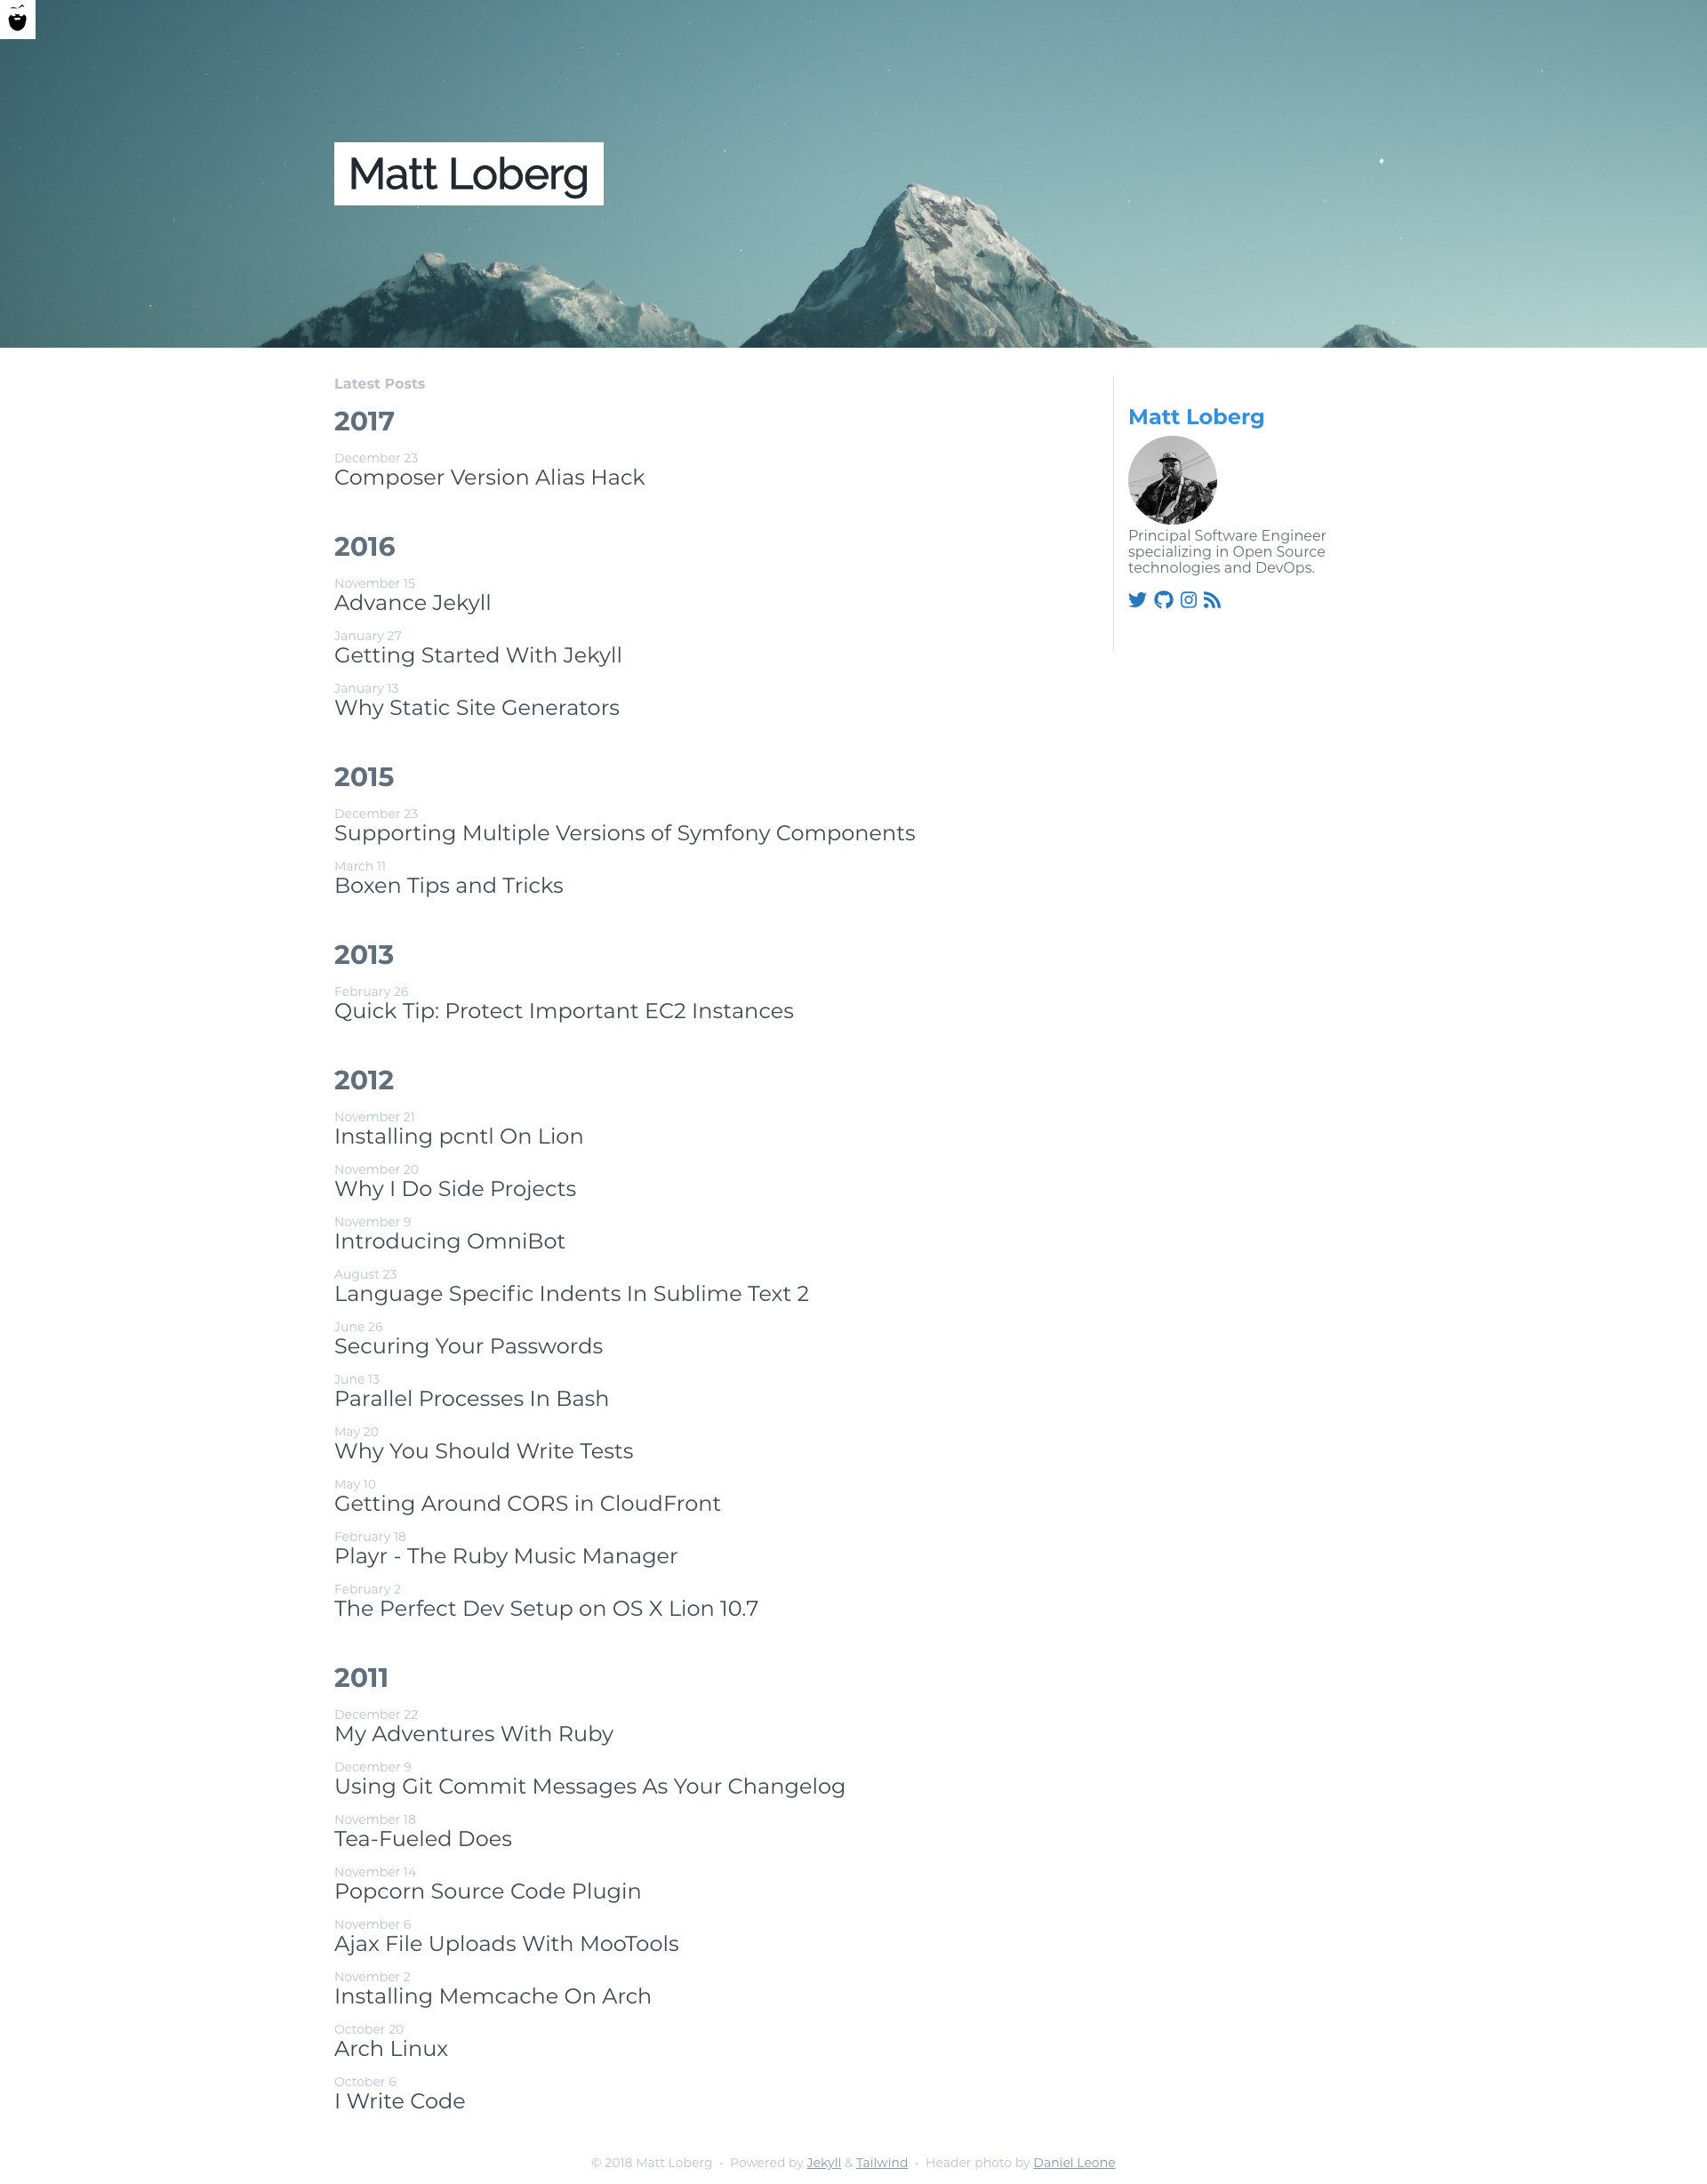 Matt Loberg
Latest Posts
2017
December 23
Composer Version Alias Hack
2016
November 15
Advance Jekyll
January 27
Getting Started With Jekyll
January 13
Why Static Site Generators
2015
December 23
Supporting Multiple Versions of Symfony Components
March 11
Boxen Tips and Tricks
2013
February 26
Quick Tip: Protect Important EC2 Instances
2012
November 21
Installing pcntl On Lion
November 20
Why I Do Side Projects
November 9
Introducing OmniBot
August 23
Language Specific Indents In Sublime Text 2
June 26
Securing Your Passwords
June 13
Parallel Processes In Bash
May 20
Why You Should Write Tests
May 10
Getting Around CORS in CloudFront
February 18
Playr - The Ruby Music Manager
February 2
The Perfect Dev Setup on OS X Lion 10.7
2011
December 22
My Adventures With Ruby
December 9
Using Git Commit Messages As Your Changelog
November 18
Tea-Fueled Does
November 14
Popcorn Source Code Plugin
November 6
Ajax File Uploads With MooTools
November 2
Installing Memcache On Arch
October 20
Arch Linux
October 6
I Write Code
Matt Loberg
Principal Software Engineer
specializing in Open Source
technologies and DevOps.
© 2018 Matt Loberg • Powered by Jekyll & Tailwind • Header photo by Daniel Leone